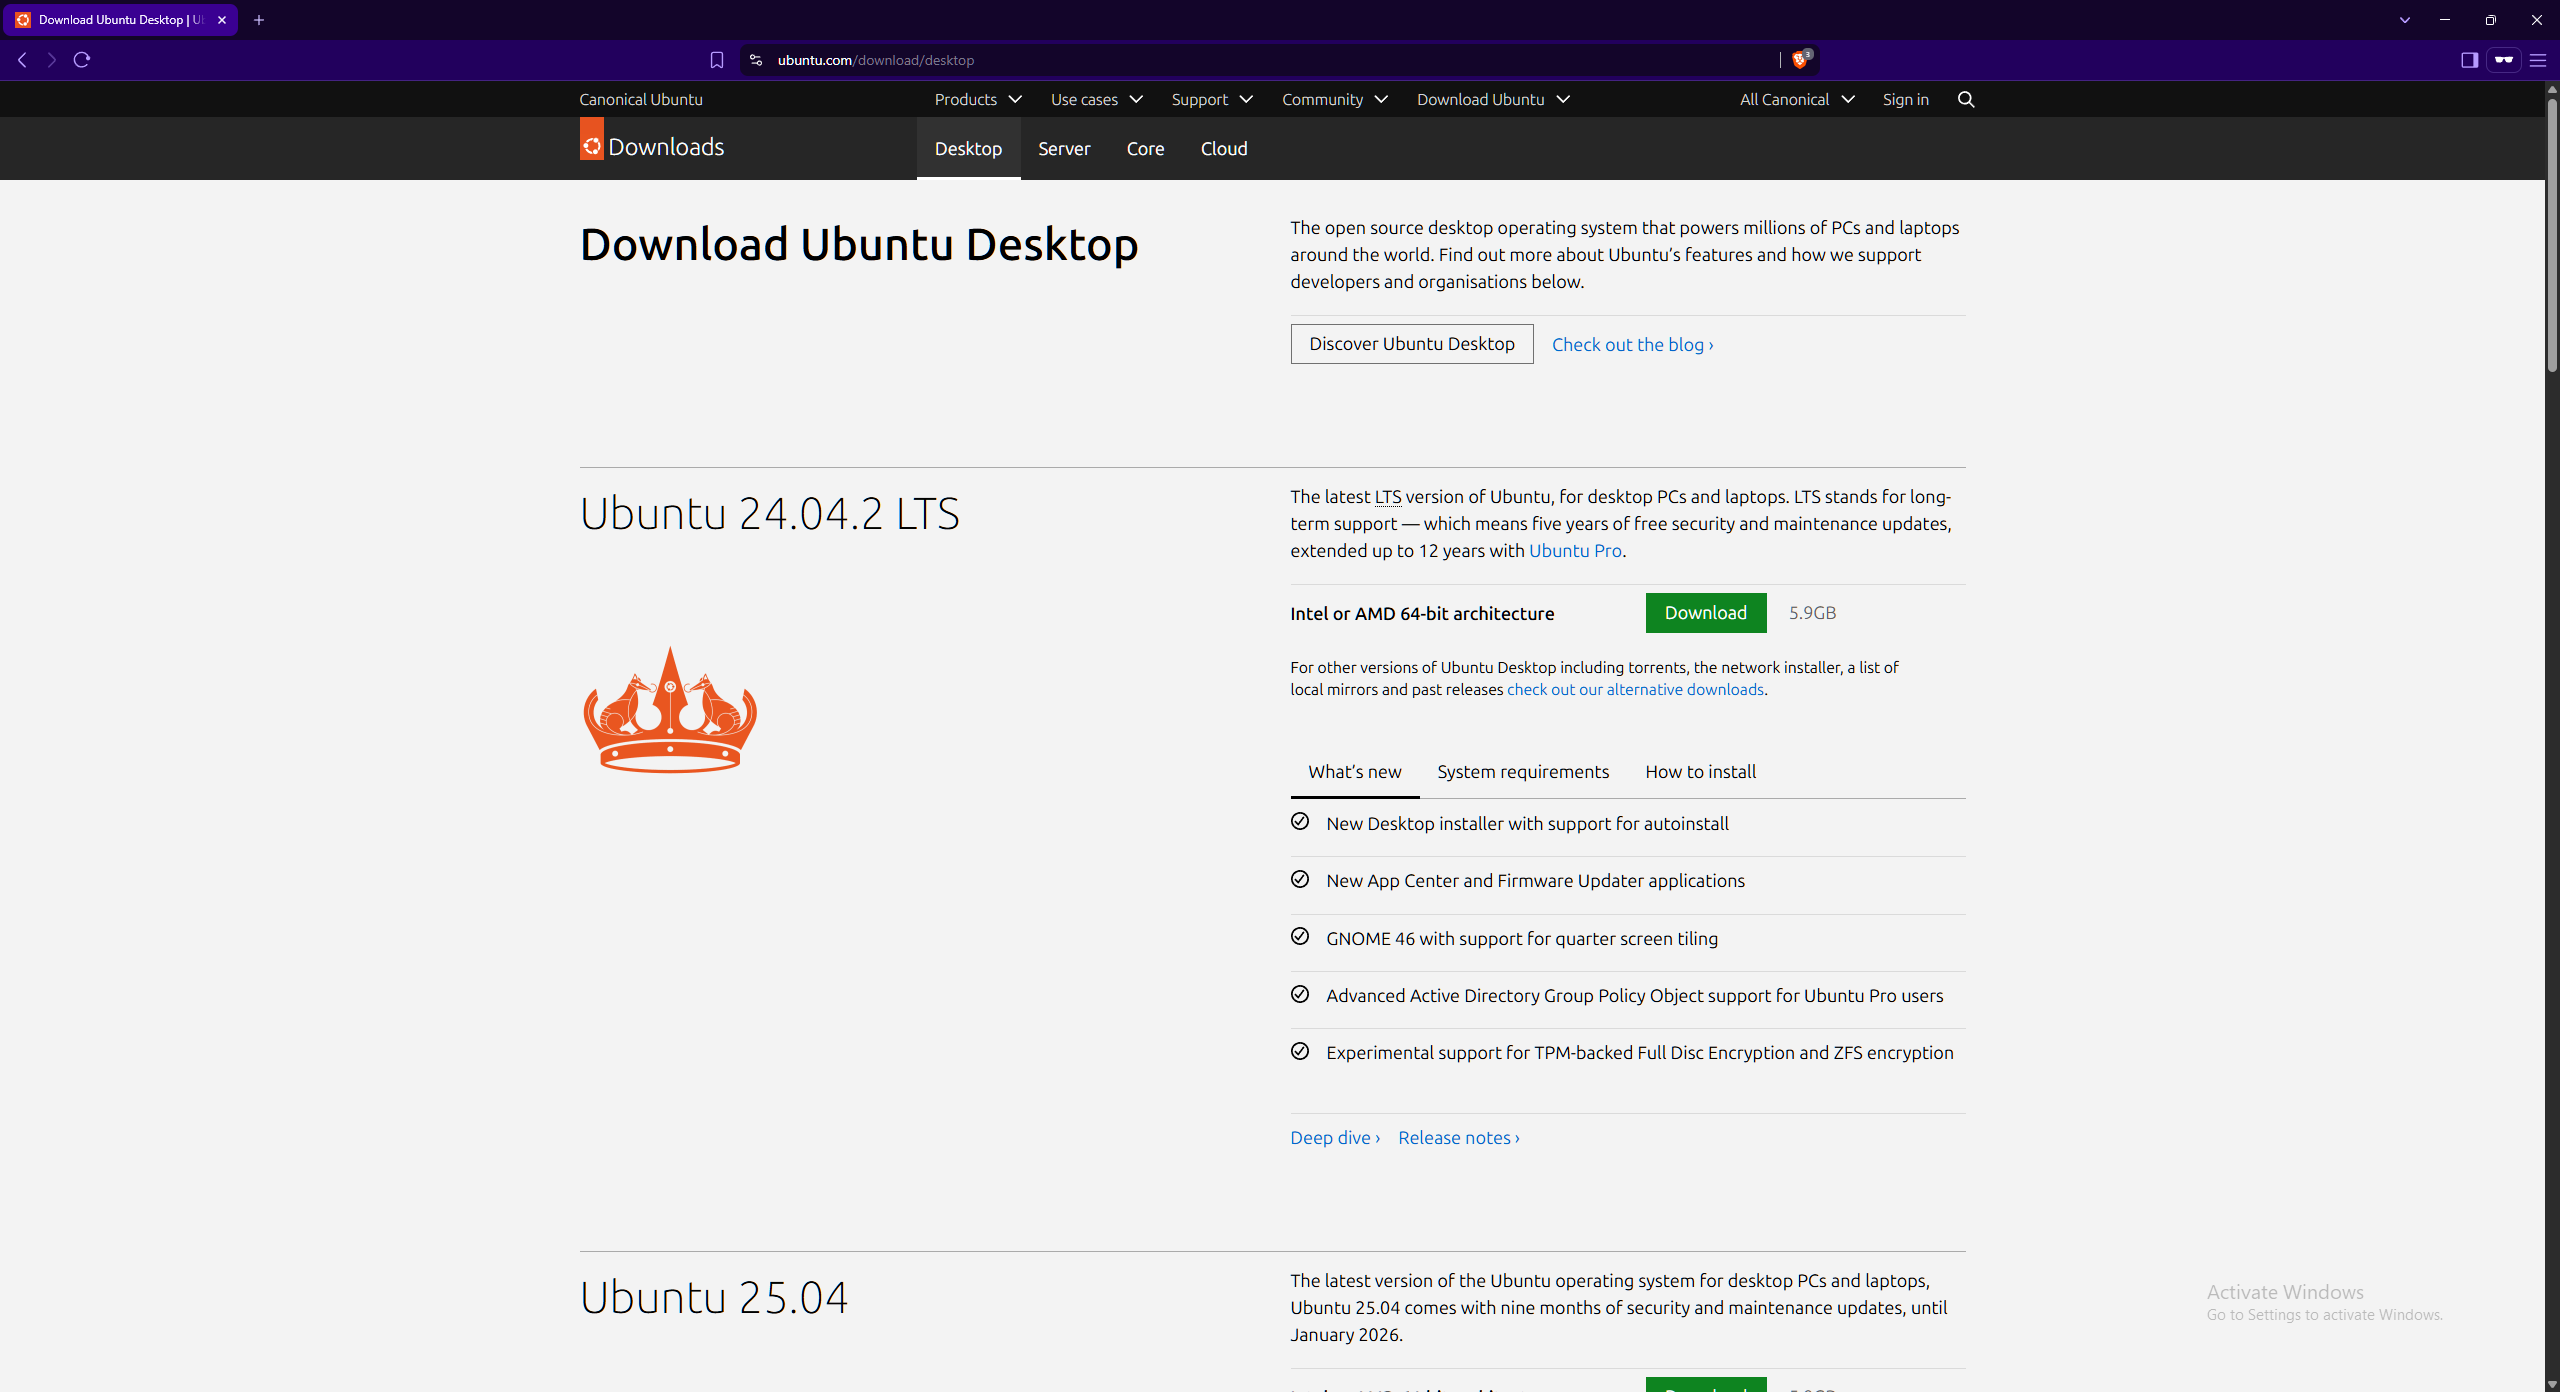 Download Ubuntu Desktop | Ub
ubuntu.com/download/desktop
3
Canonical Ubuntu
Products
Use cases
Support
Community
Download Ubuntu
All Canonical
Sign in
Downloads
Desktop
Server
Core
Cloud
Download Ubuntu Desktop
The open source desktop operating system that powers millions of PCs and laptops
around the world. Find out more about Ubuntu's features and how we support
developers and organisations below.
Discover Ubuntu Desktop
Check out the blog ›
Ubuntu 24.04.2 LTS
The latest LTS version of Ubuntu, for desktop PCs and laptops. LTS stands for long-
term support — which means five years of free security and maintenance updates,
extended up to 12 years with Ubuntu Pro.
Intel or AMD 64-bit architecture
Download
5.9GB
For other versions of Ubuntu Desktop including torrents, the network installer, a list of
local mirrors and past releases check out our alternative downloads.
What's new
System requirements
How to install
New Desktop installer with support for autoinstall
New App Center and Firmware Updater applications
GNOME 46 with support for quarter screen tiling
Advanced Active Directory Group Policy Object support for Ubuntu Pro users
Experimental support for TPM-backed Full Disc Encryption and ZFS encryption
Deep dive ›
Release notes ›
Ubuntu 25.04
The latest version of the Ubuntu operating system for desktop PCs and laptops,
Ubuntu 25.04 comes with nine months of security and maintenance updates, until
January 2026.
Activate Windows
Go to Settings to activate Windows.